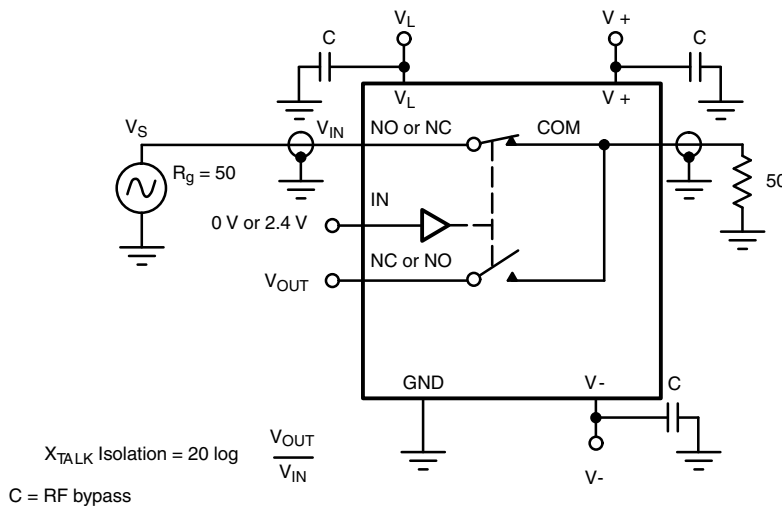 V_L V +
C C
V_L V +
V_S V_IN NO or NC COM
R_g = 50 50
IN
0 V or 2.4 V
NC or NO
V_OUT
GND V- C
X_TALK Isolation = 20 log V_OUT
V_IN
V-
C = RF bypass